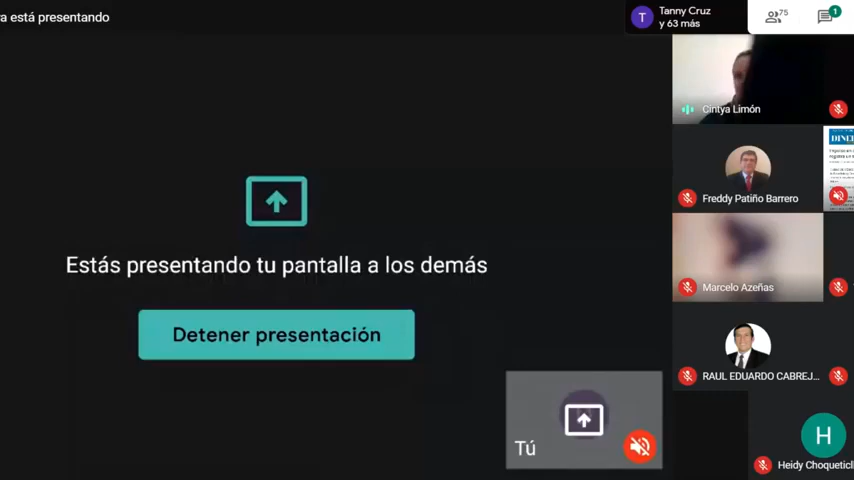 a está presentando
T
Tanny Cruz
y 63 más
75
1
Cintya Limón
Estás presentando tu pantalla a los demás
Detener presentación
Tú
Freddy Patiño Barrero
Marcelo Azeñas
RAUL EDUARDO CABREJ...
H
Heidy Choqueticll